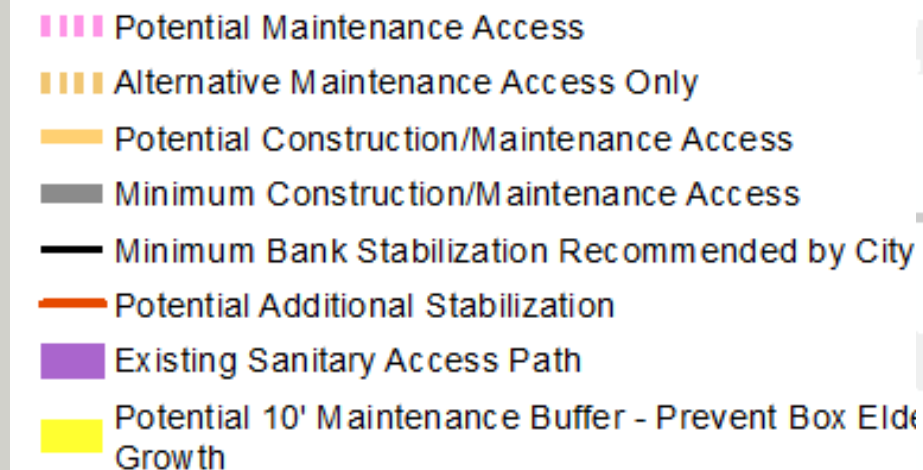 Potential Maintenance Access
Alternative Maintenance Access Only
Potential Construction/Maintenance Access
Minimum Construction/Maintenance Access
Minimum Bank Stabilization Recommended by City
Potential Additional Stabilization
Existing Sanitary Access Path
Potential 10' Maintenance Buffer - Prevent Box
Growth